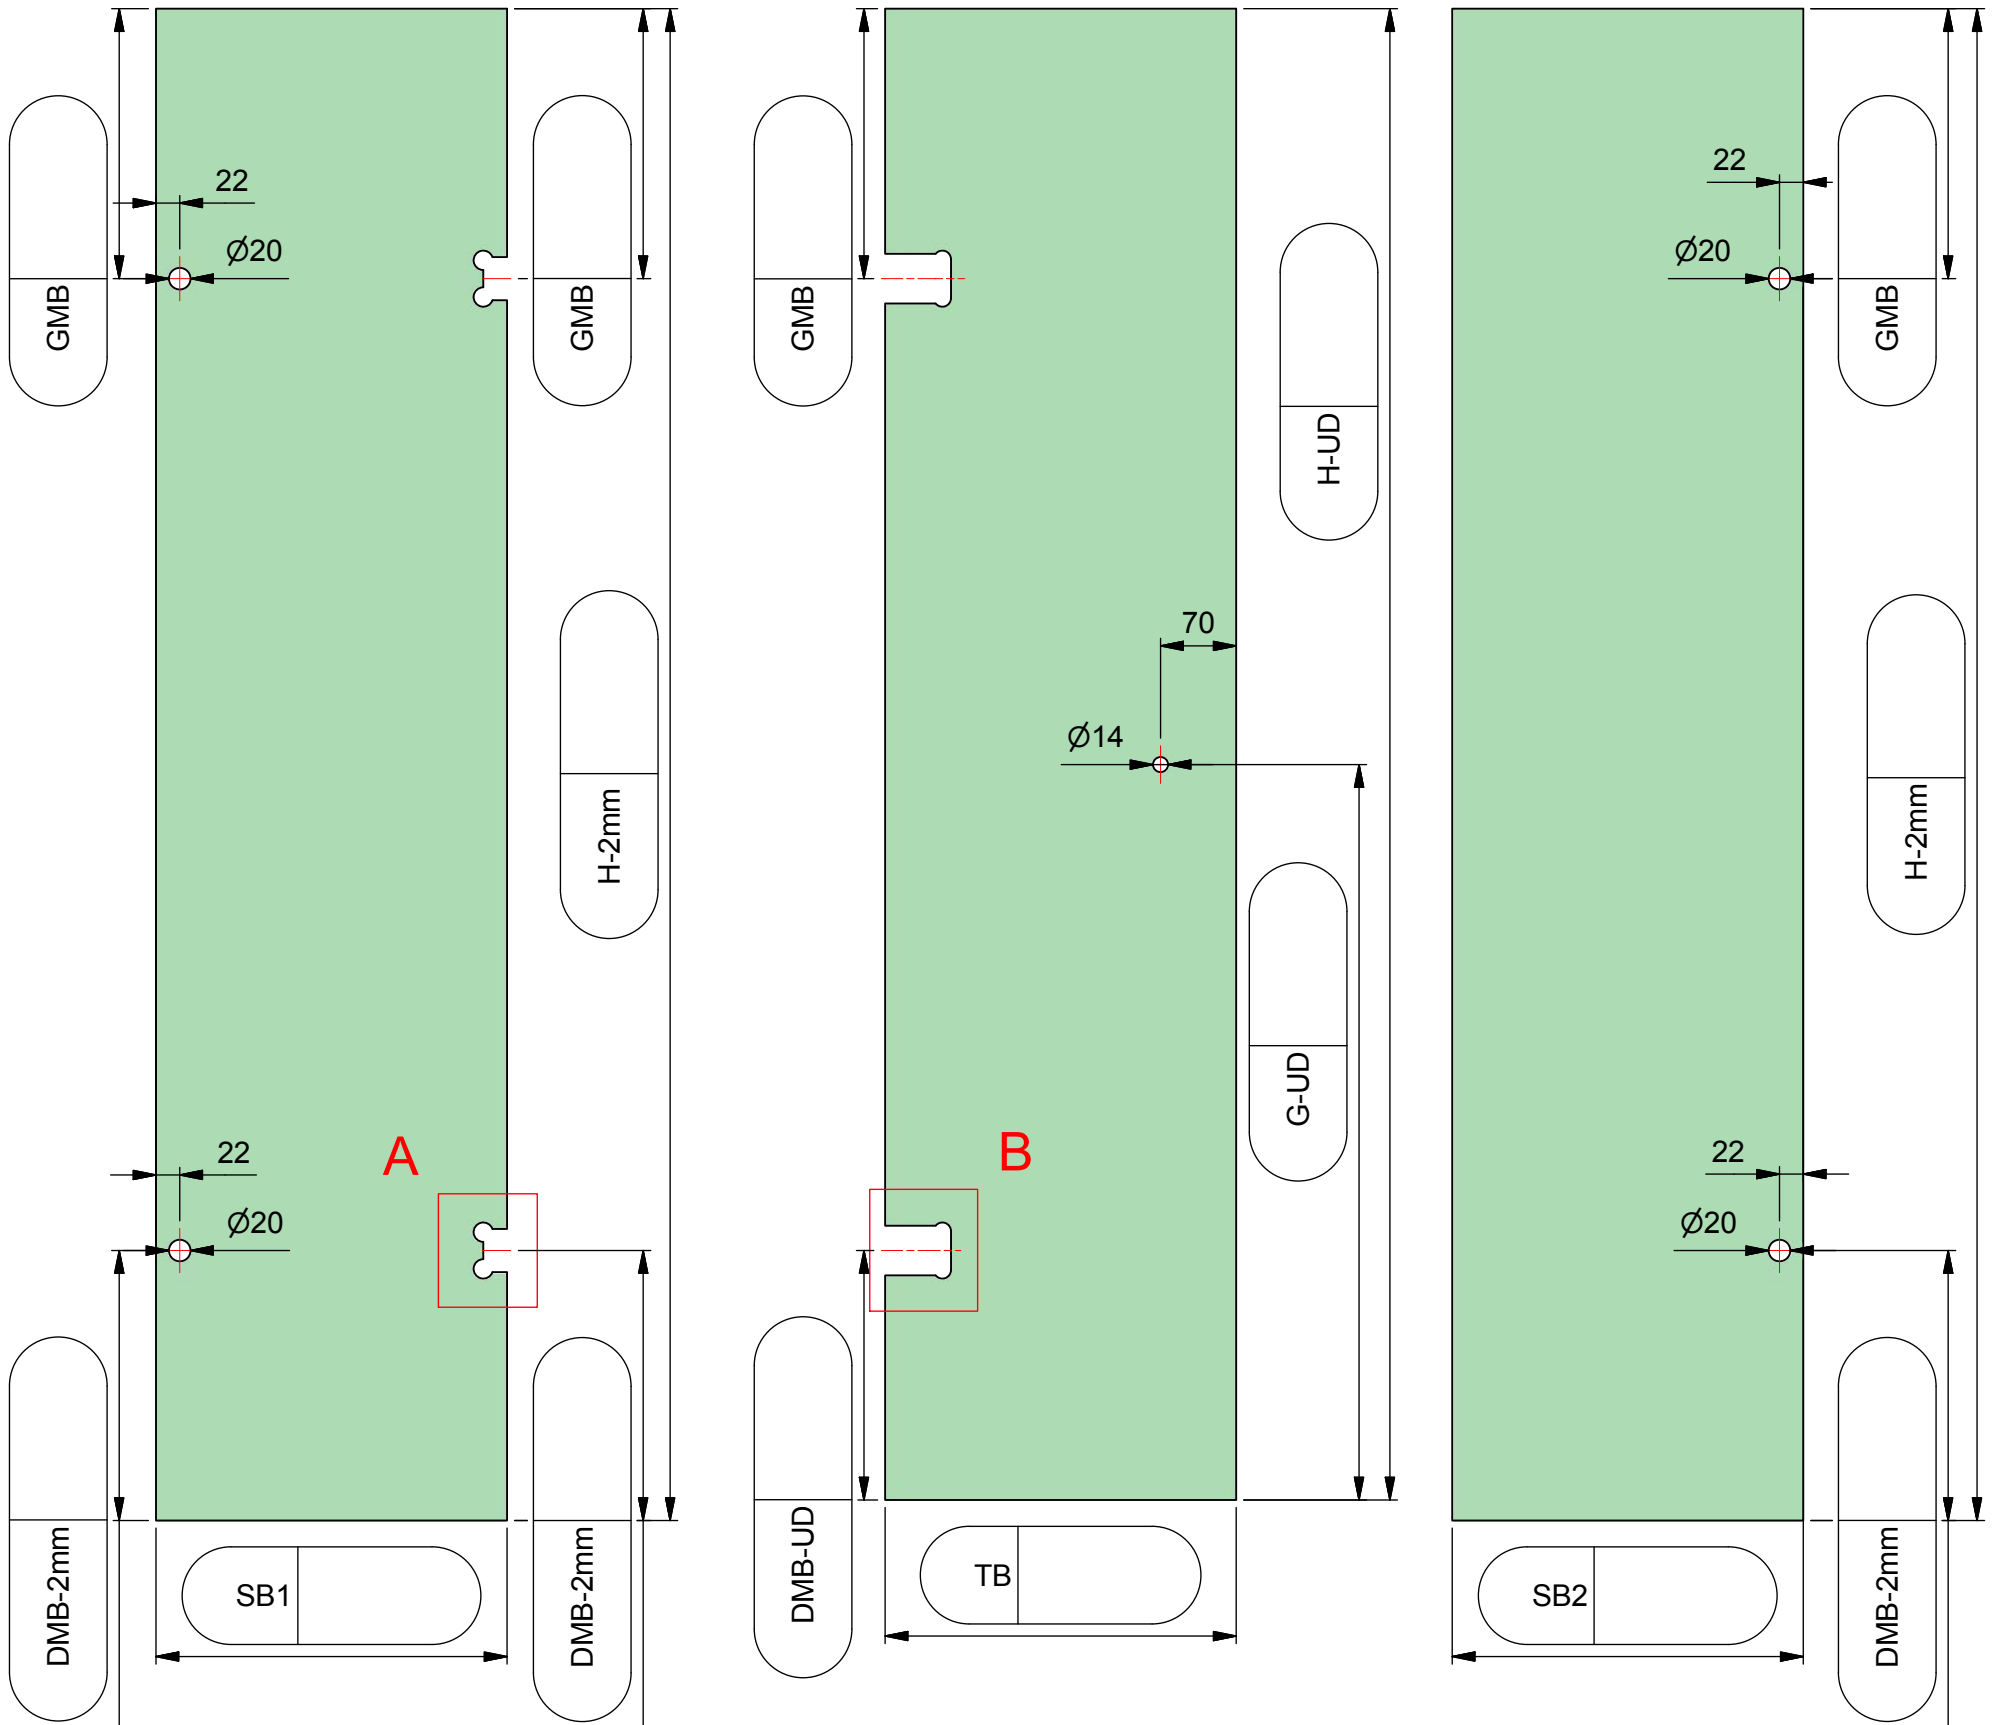 GMB
22
Ø20
GMB
H-2mm
22
Ø20
A
DMB-2mm
SB1
DMB-2mm
GMB
H-UD
70
Ø14
G-UD
B
DMB-UD
TB
22
Ø20
GMB
H-2mm
22
Ø20
SB2
DMB-2mm